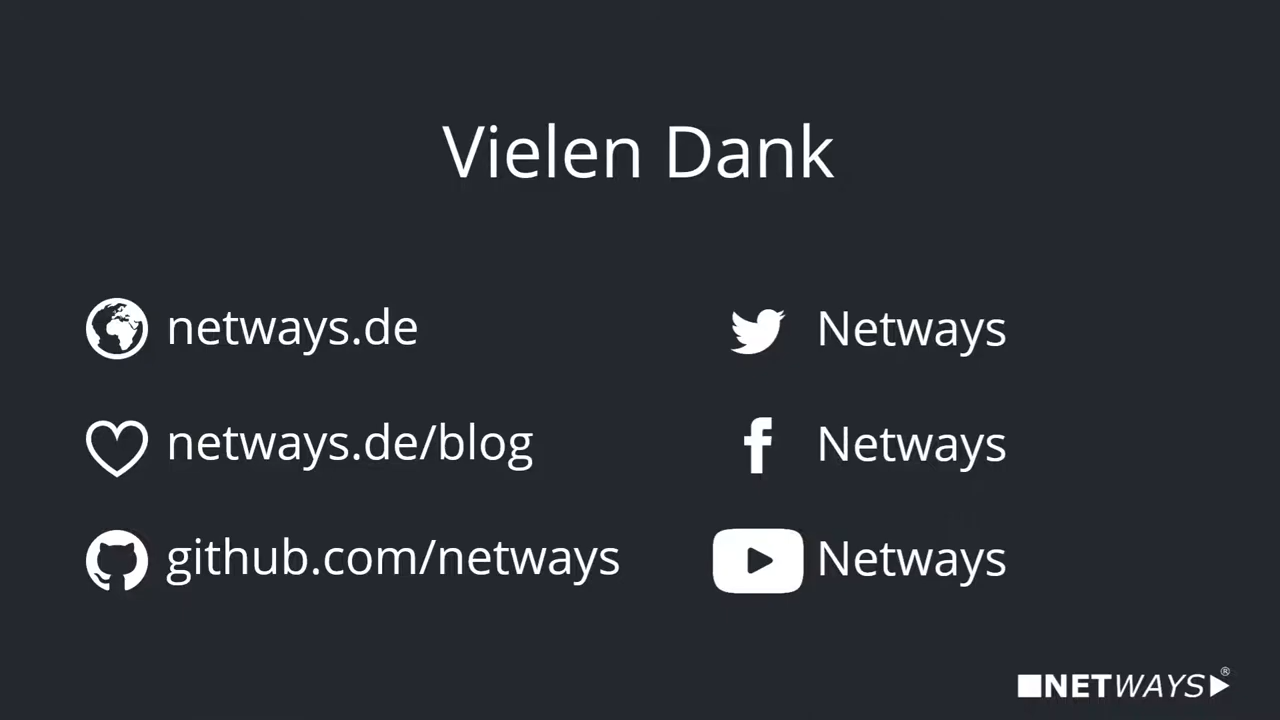 Vielen Dank
netways.de
netways.de/blog
github.com/netways
Netways
Netways
Netways
NETWAYS®